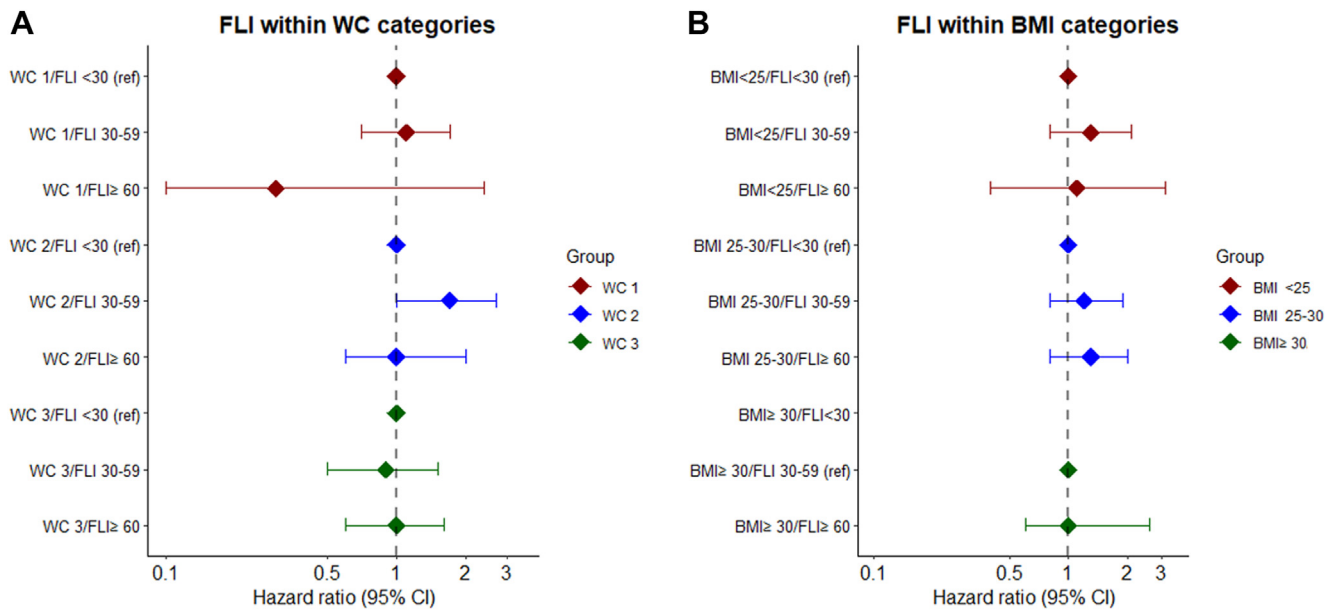 A
FLI within WC categories
WC 1/FLI <30 (ref)
WC 1/FLI 30-59
WC 1/FLI≥ 60
WC 2/FLI <30 (ref)
WC 2/FLI 30-59
WC 2/FLI≥ 60
WC 3/FLI <30 (ref)
WC 3/FLI 30-59
WC 3/FLI≥ 60
0.1 0.5 1 2 3
Hazard ratio (95% CI)
Group
WC 1
WC 2
WC 3
B
FLI within BMI categories
BMI<25/FLI<30 (ref)
BMI<25/FLI 30-59
BMI<25/FLI≥ 60
BMI 25-30/FLI<30 (ref)
BMI 25-30/FLI 30-59
BMI 25-30/FLI≥ 60
BMI≥ 30/FLI<30
BMI≥ 30/FLI 30-59 (ref)
BMI≥ 30/FLI≥ 60
0.1 0.5 1 2 3
Hazard ratio (95% CI)
Group
BMI <25
BMI 25-30
BMI≥ 30